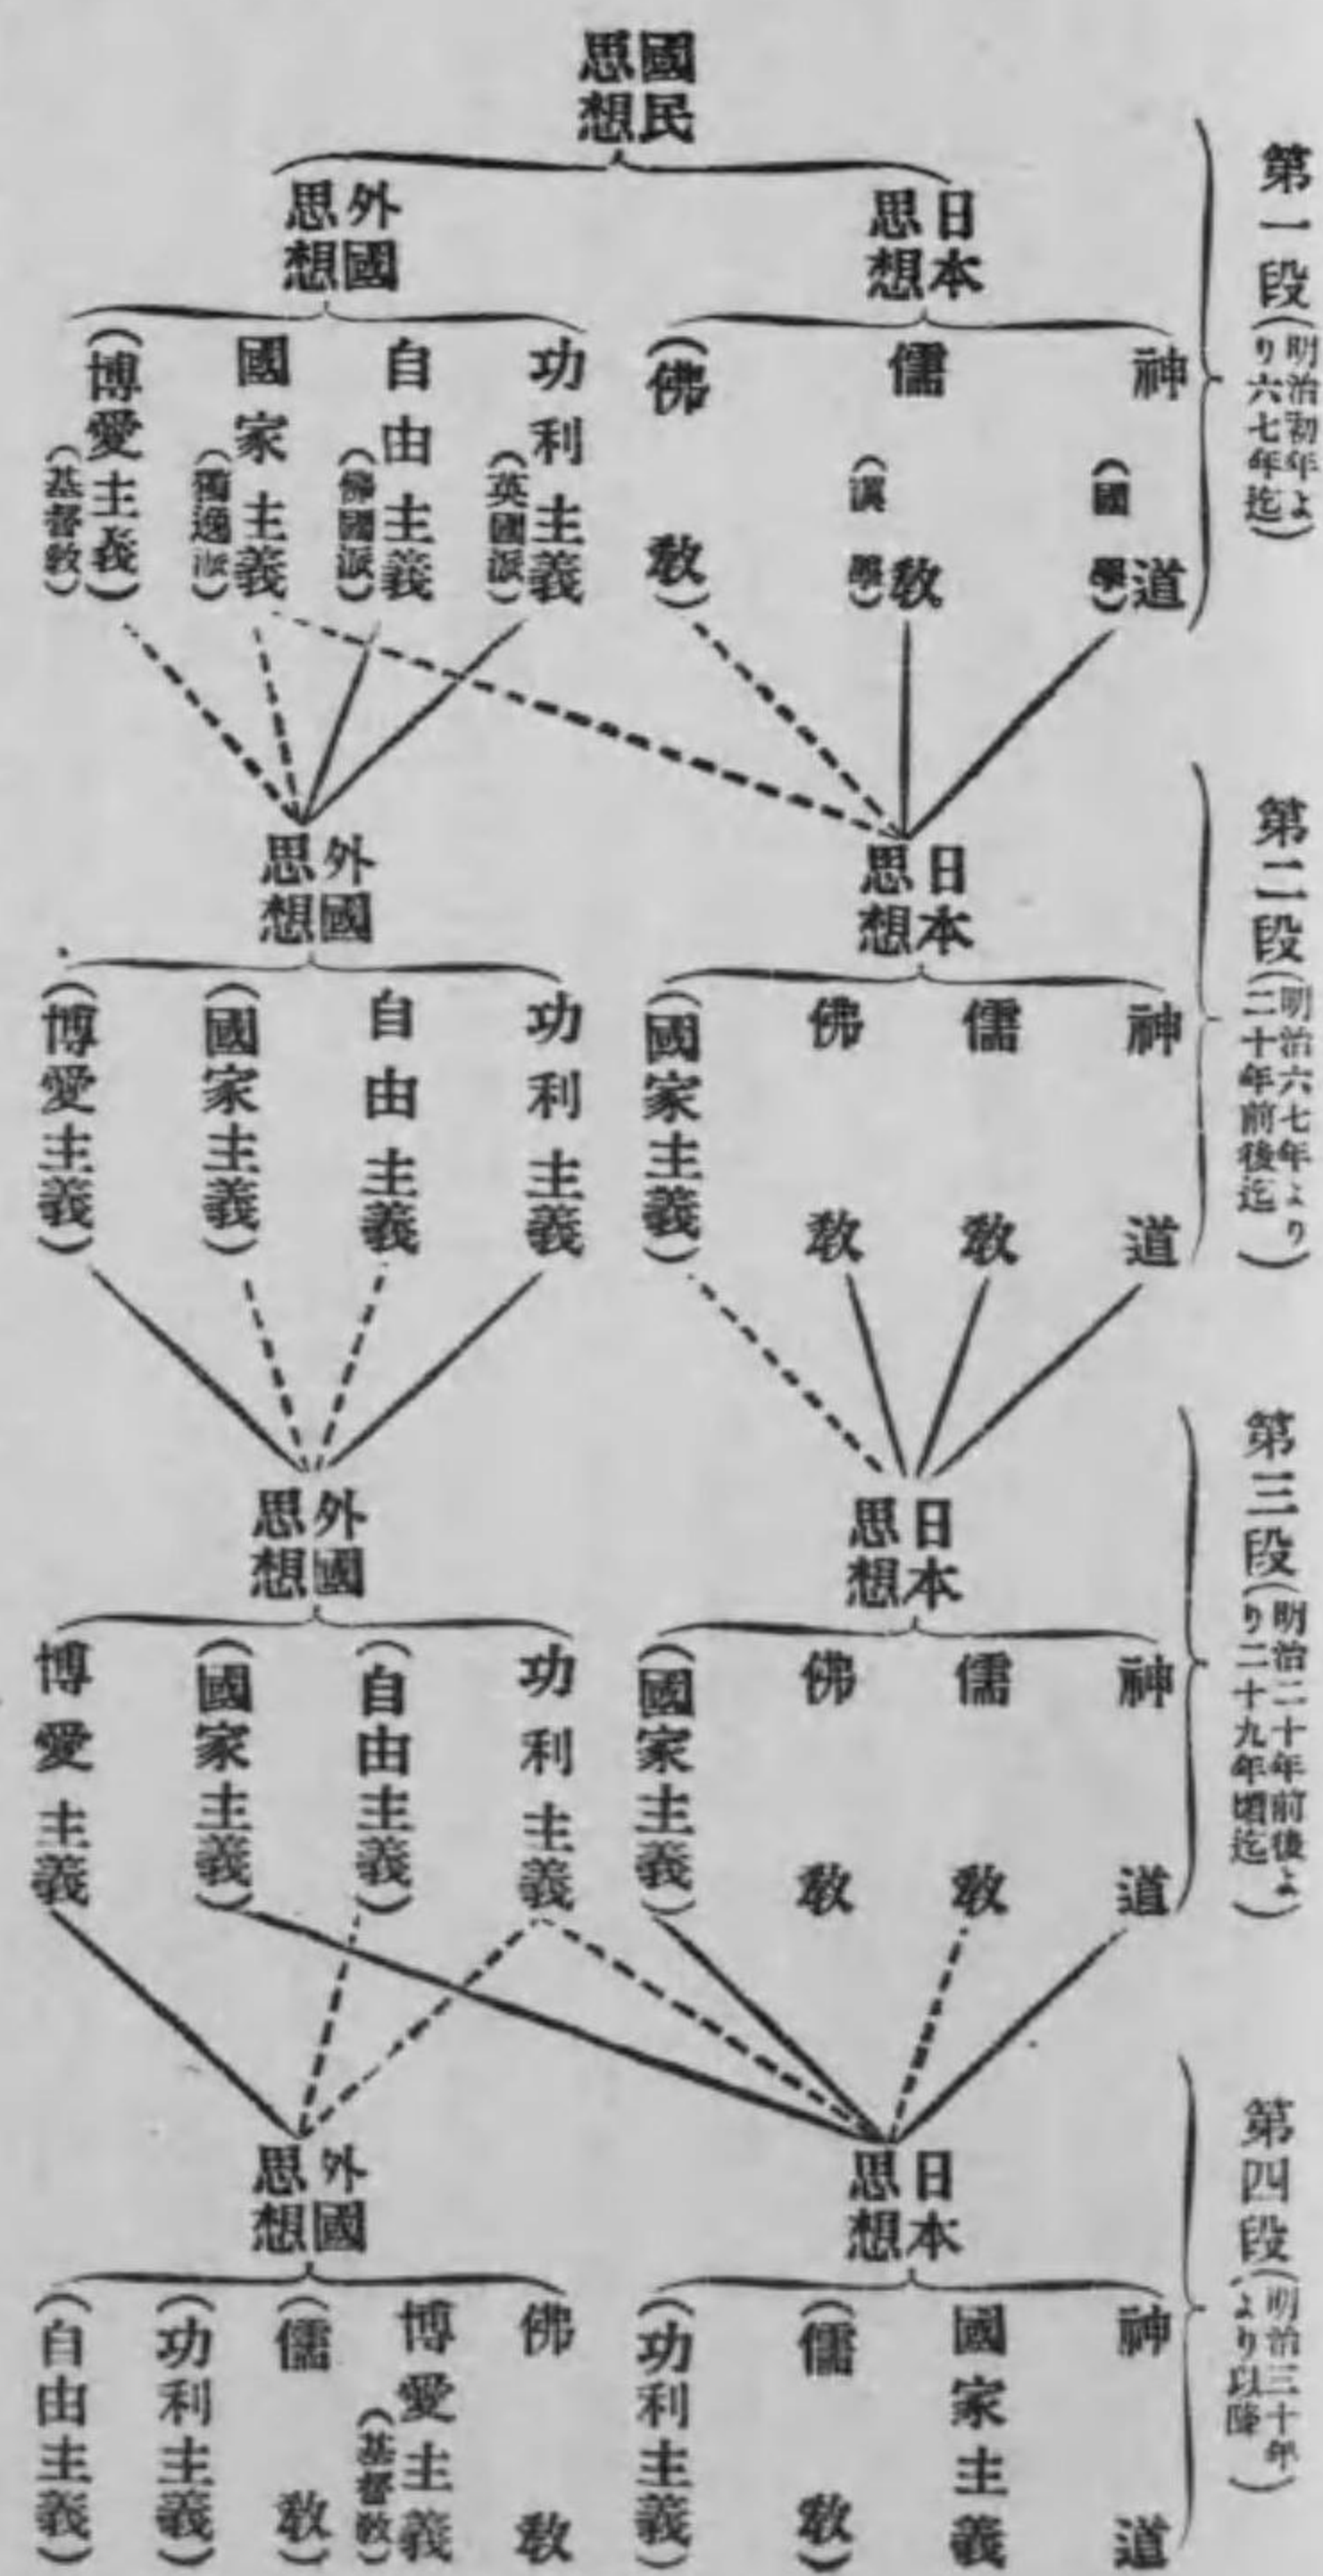 國民
思想
第一段(明治初年よ
り六七年迄)
日本
思想
外國
思想
神道
(國學)
儒教
(漢學)
(佛教)
功利主義
(英國派)
自由主義
(佛國派)
國家主義
(獨逸派)
(博愛主義)
(基督教)
第二段(明治六七年より
二十年前後迄)
日本
思想
外國
思想
神道
儒教
佛教
(國家主義)
功利主義
自由主義
(國家主義)
(博愛主義)
第三段(明治二十年前後よ
り二十九年頃迄)
日本
思想
外國
思想
神道
儒教
佛教
(國家主義)
功利主義
(自由主義)
(國家主義)
博愛主義
第四段(明治三十年
より以降)
日本
思想
外國
思想
神道
國家主義
(儒教)
(功利主義)
佛教
博愛主義
(基督教)
(儒教)
(功利主義)
(自由主義)